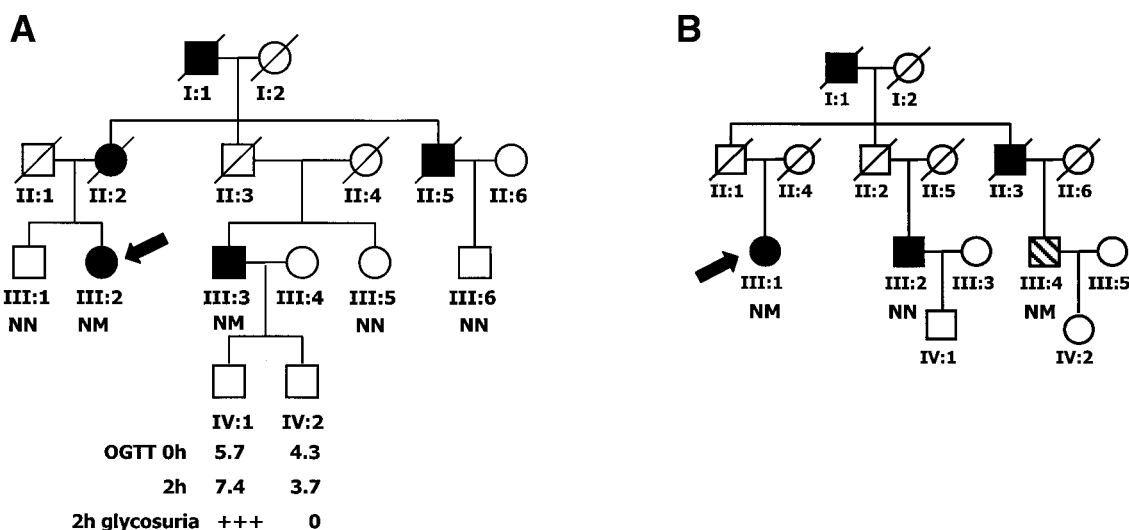 A
I:1 I:2
II:1 II:2 II:3 II:4 II:5 II:6
III:1 III:2 III:3 III:4 III:5 III:6
NN NM NM NN NN
IV:1 IV:2
OGTT 0h 5.7 4.3
2h 7.4 3.7
2h glycosuria +++ 0
B
I:1 I:2
II:1 II:4 II:2 II:5 II:3 II:6
III:1 III:2 III:3 III:4 III:5
NM NN NM
IV:1 IV:2